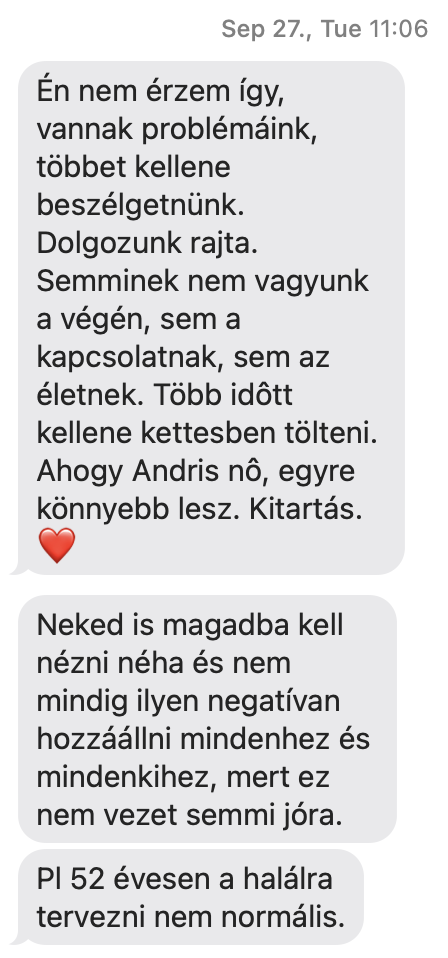 Sep 27., Tue 11:06
Én nem érzem így,
vannak problémáink,
többet kellene
beszélgetnünk.
Dolgozunk rajta.
Semminek nem vagyunk
a végén, sem a
kapcsolatnak, sem az
életnek. Több idôtt
kellene kettesben tölteni.
Ahogy Andris nô, egyre
könnyebb lesz. Kitartás.
❤️
Neked is magadba kell
nézni néha és nem
mindig ilyen negatívan
hozzáállni mindenhez és
mindenkihez, mert ez
nem vezet semmi jóra.
Pl 52 évesen a halálra
tervezni nem normális.